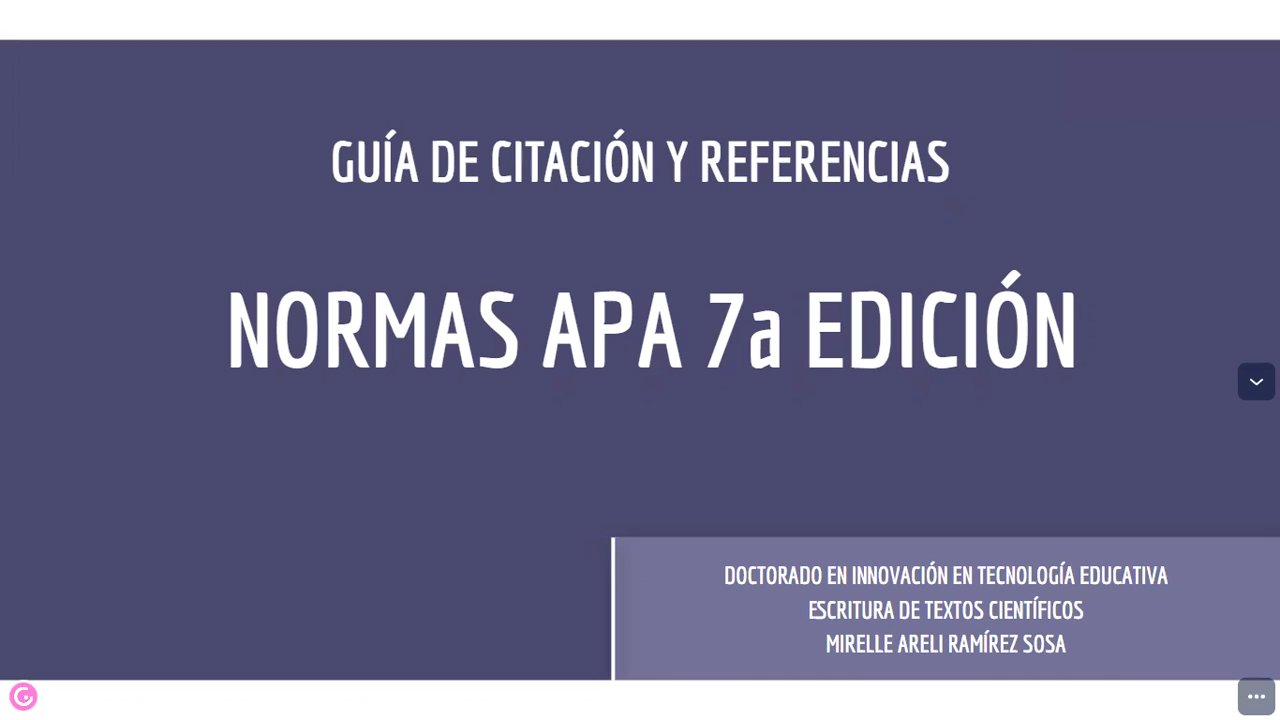 GUÍA DE CITACIÓN Y REFERENCIAS
NORMAS APA 7a EDICIÓN
DOCTORADO EN INNOVACIÓN EN TECNOLOGÍA EDUCATIVA
ESCRITURA DE TEXTOS CIENTÍFICOS
MIRELLE ARELI RAMÍREZ SOSA